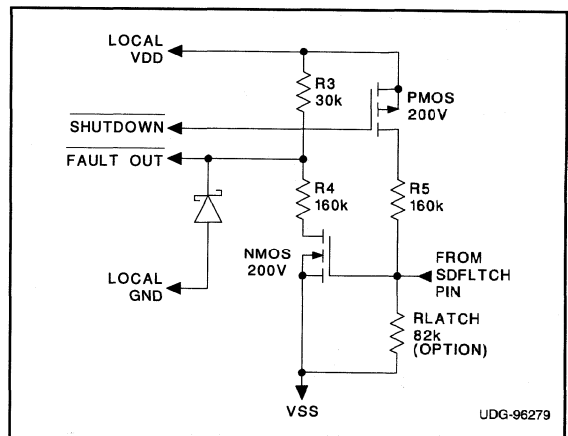 LOCAL
VDD
R3
30k
PMOS
200V
SHUTDOWN
FAULT OUT
R4
160k
R5
160k
NMOS
200V
FROM
SDFLTCH
PIN
LOCAL
GND
RLATCH
82k
(OPTION)
VSS
UDG-96279